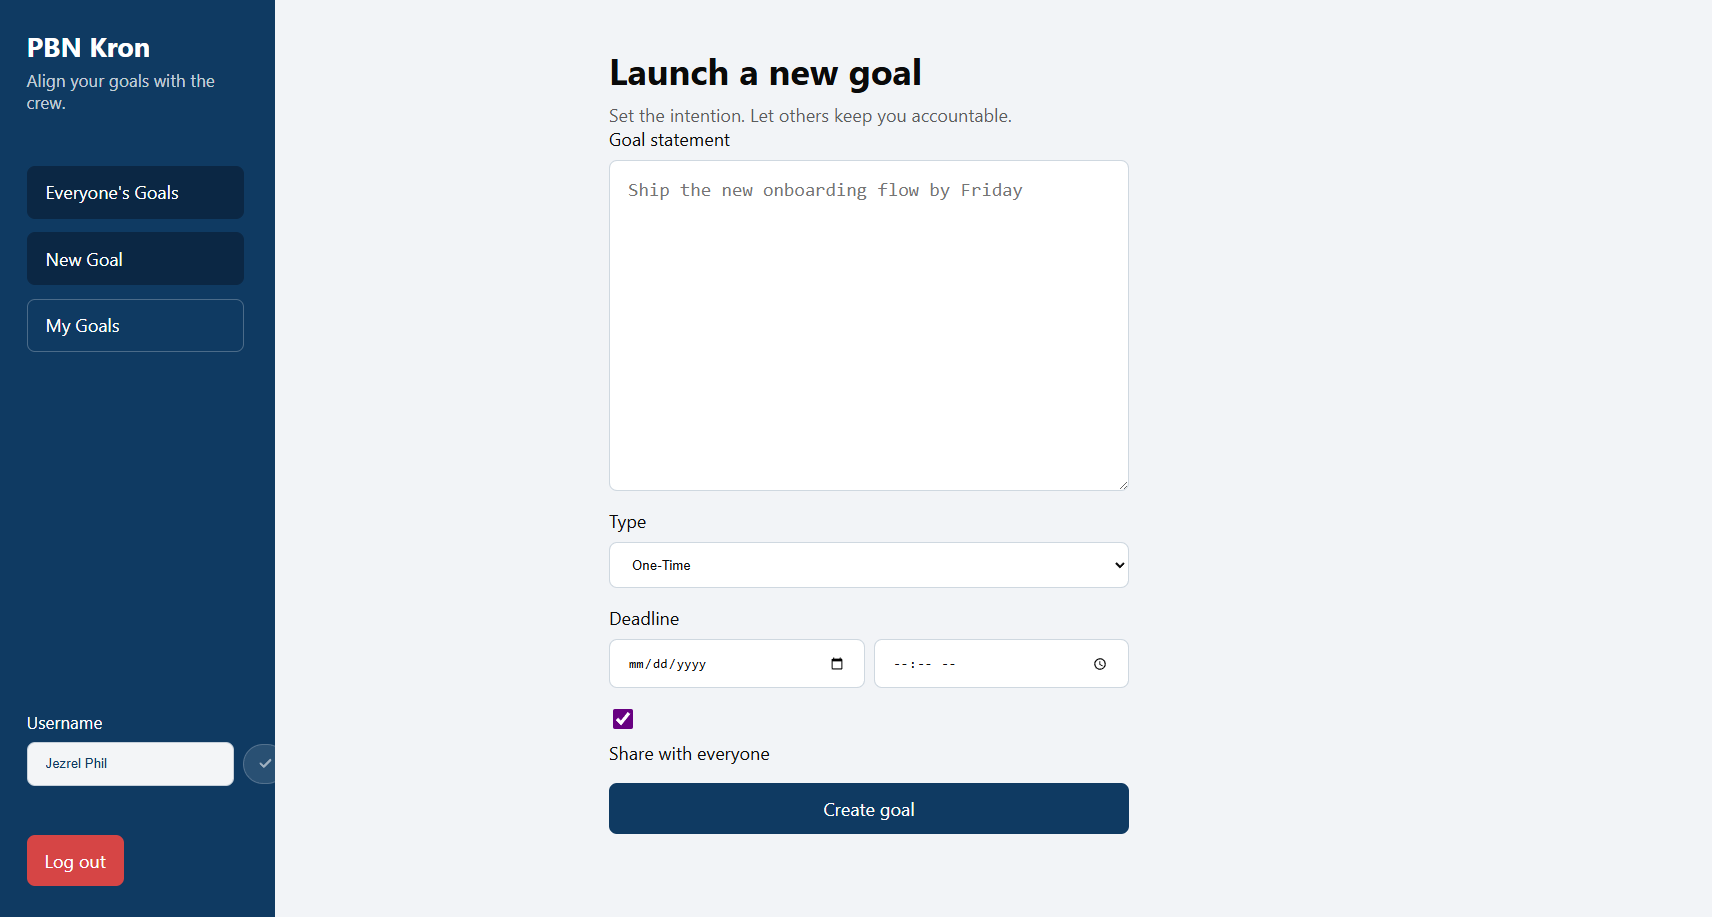 PBN Kron
Align your goals with the
crew.
Everyone's Goals
New Goal
My Goals
Username
Jezrel Phil
Log out
Launch a new goal
Set the intention. Let others keep you accountable.
Goal statement
Ship the new onboarding flow by Friday
Type
One-Time
Deadline
mm/dd/yyyy
--:-- --
Share with everyone
Create goal